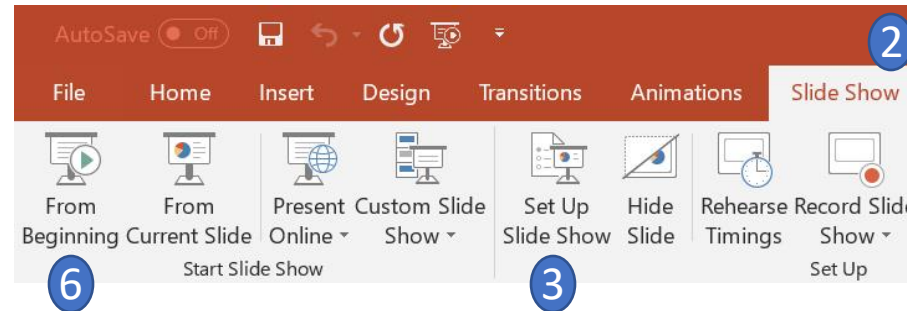 AutoSave Off
2
File Home Insert Design Transitions Animations Slide Show
From Beginning
From Current Slide
Present Online
Custom Slide Show
Set Up Slide Show
Hide Slide
Rehearse Timings
Record Slide Show
Start Slide Show
Set Up
6
3